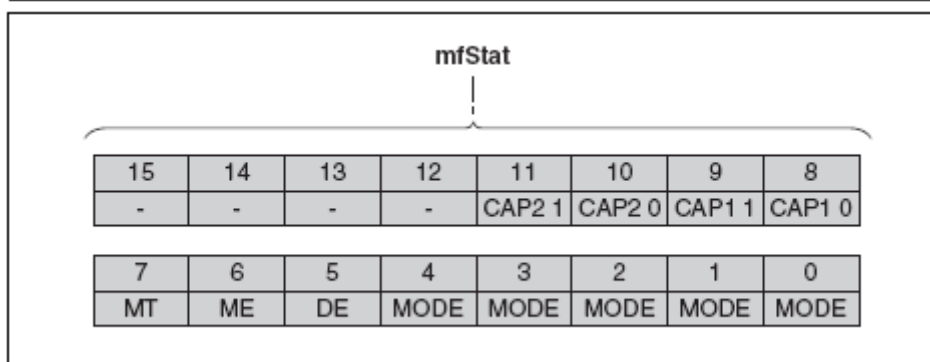 mfStat
15 14 13 12 11 10 9 8
- - - - CAP2 1 CAP2 0 CAP1 1 CAP1 0
7 6 5 4 3 2 1 0
MT ME DE MODE MODE MODE MODE MODE